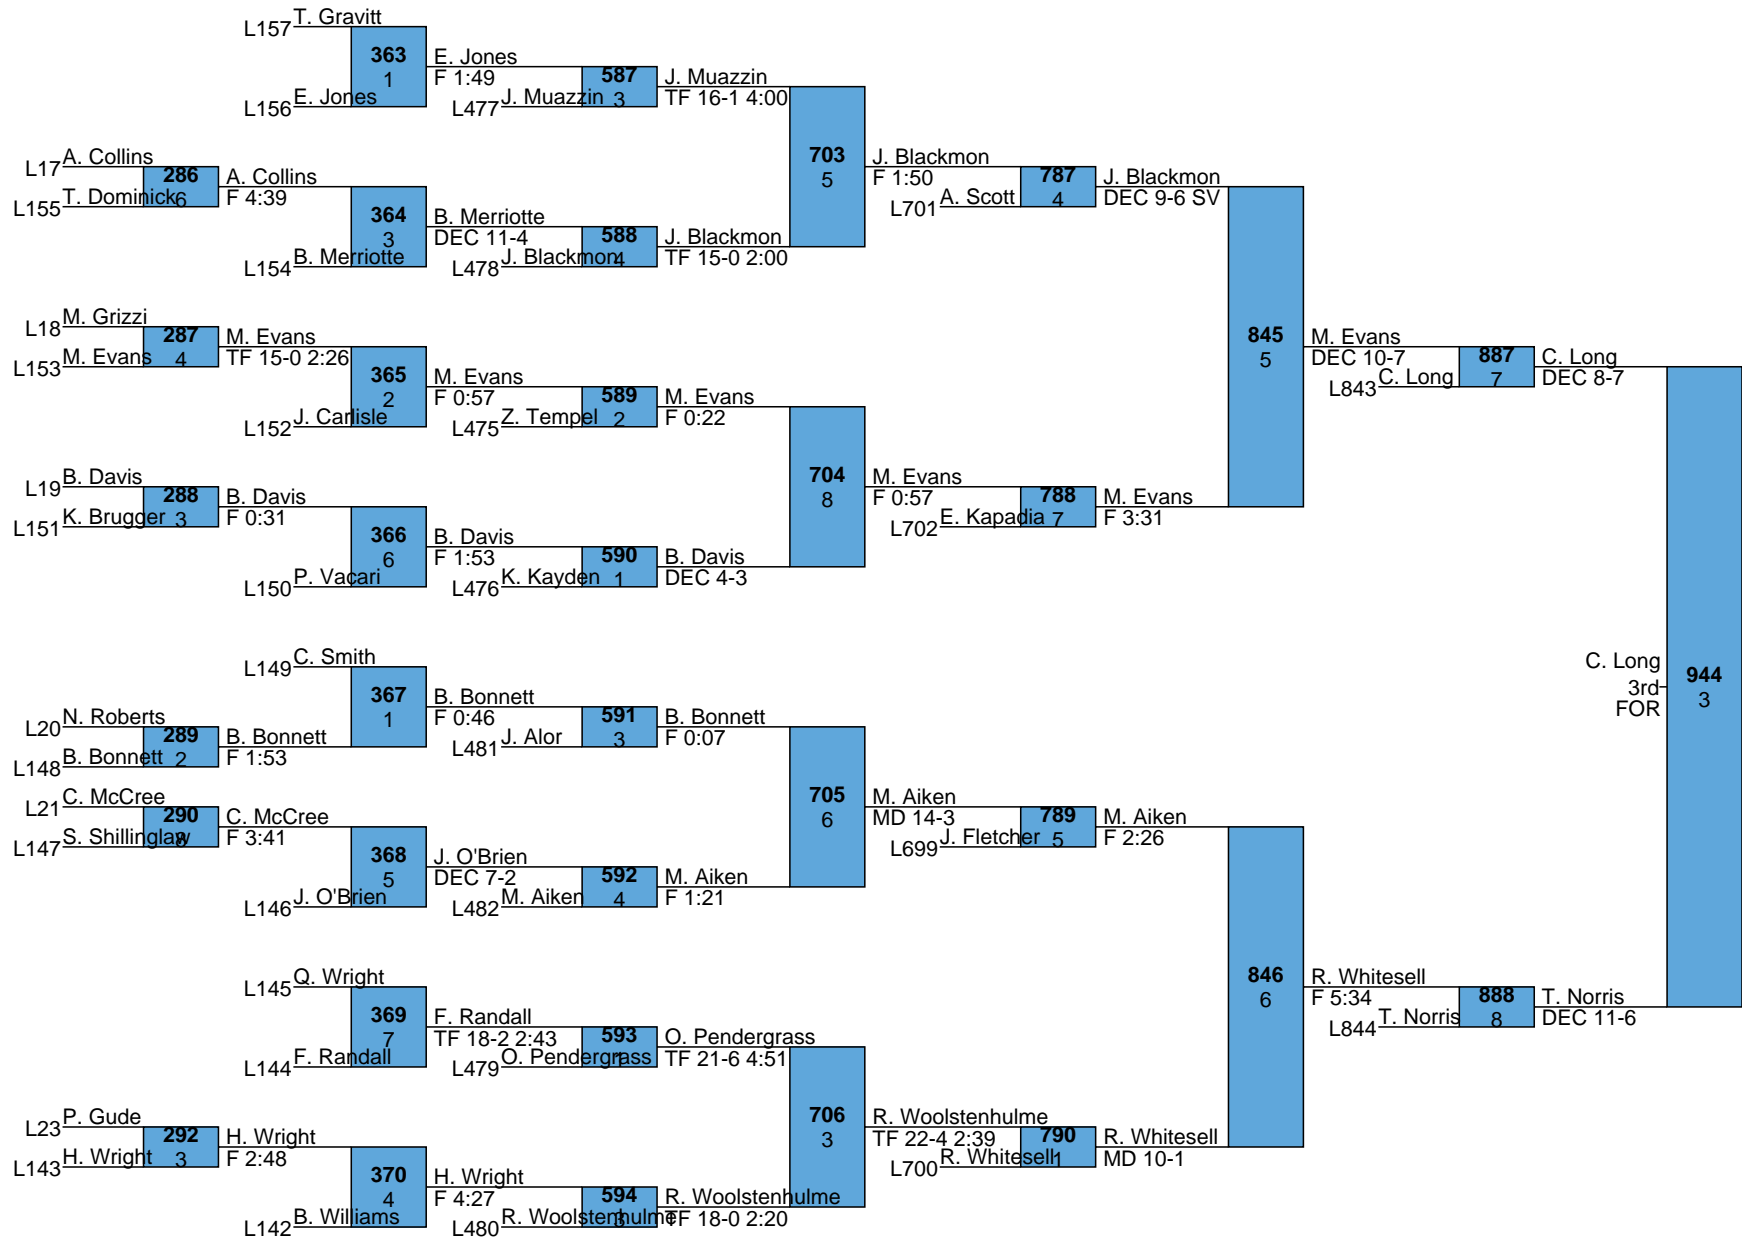 T. Gravitt
L157
363
1
E. Jones
F 1:49
L156
E. Jones
587
3
L477
J. Muazzin
J. Muazzin
TF 16-1 4:00
L17
A. Collins
286
6
L155
T. Dominick
A. Collins
F 4:39
364
3
L154
B. Merriotte
B. Merriotte
DEC 11-4
588
4
L478
J. Blackmon
J. Blackmon
TF 15-0 2:00
703
5
J. Blackmon
F 1:50
L701
A. Scott
787
4
J. Blackmon
DEC 9-6 SV
L18
M. Grizzi
287
4
L153
M. Evans
M. Evans
TF 15-0 2:26
365
2
L152
J. Carlisle
M. Evans
F 0:57
589
2
L475
Z. Tempel
M. Evans
F 0:22
L19
B. Davis
288
3
L151
K. Brugger
B. Davis
F 0:31
366
6
L150
P. Vacari
B. Davis
F 1:53
590
1
L476
K. Kayden
B. Davis
DEC 4-3
704
8
M. Evans
F 0:57
L702
E. Kapadia
788
7
M. Evans
F 3:31
845
5
M. Evans
DEC 10-7
L843
C. Long
887
7
C. Long
DEC 8-7
L149
C. Smith
367
1
L20
N. Roberts
289
2
L148
B. Bonnett
B. Bonnett
F 1:53
B. Bonnett
F 0:46
591
3
L481
J. Alor
B. Bonnett
F 0:07
L21
C. McCree
290
8
L147
S. Shillinglaw
C. McCree
F 3:41
368
5
L146
J. O'Brien
J. O'Brien
DEC 7-2
592
4
L482
M. Aiken
M. Aiken
F 1:21
705
6
M. Aiken
MD 14-3
L699
J. Fletcher
789
5
M. Aiken
F 2:26
L145
Q. Wright
369
7
L144
F. Randall
F. Randall
TF 18-2 2:43
593
1
L479
O. Pendergrass
O. Pendergrass
TF 21-6 4:51
L23
P. Gude
292
3
L143
H. Wright
H. Wright
F 2:48
370
4
L142
B. Williams
H. Wright
F 4:27
594
3
L480
R. Woolstenhulme
R. Woolstenhulme
TF 18-0 2:20
706
3
R. Woolstenhulme
TF 22-4 2:39
L700
R. Whitesell
790
1
R. Whitesell
MD 10-1
846
6
R. Whitesell
F 5:34
L844
T. Norris
888
8
T. Norris
DEC 11-6
944
3
C. Long
3rd
FOR